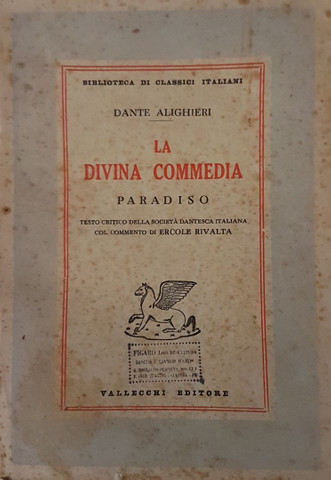 BIBLIOTECA DI CLASSICI ITALIANI
DANTE ALIGHIERI
LA
DIVINA COMMEDIA
PARADISO
TESTO CRITICO DELLA SOCIETÀ DANTESCA ITALIANA
COL COMMENTO DI ERCOLE RIVALTA
FIGARO
VALLECCHI EDITORE